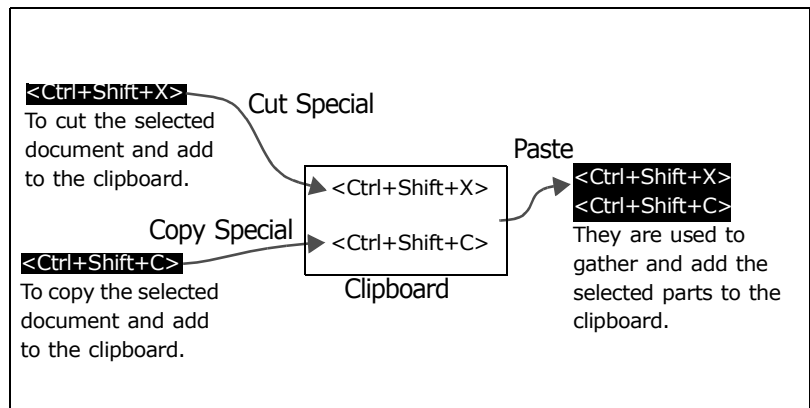 <Ctrl+Shift+X>
To cut the selected
document and add
to the clipboard.
Cut Special
Copy Special
<Ctrl+Shift+C>
To copy the selected
document and add
to the clipboard.
<Ctrl+Shift+X>
<Ctrl+Shift+C>
Clipboard
Paste
<Ctrl+Shift+X>
<Ctrl+Shift+C>
They are used to
gather and add the
selected parts to the
clipboard.